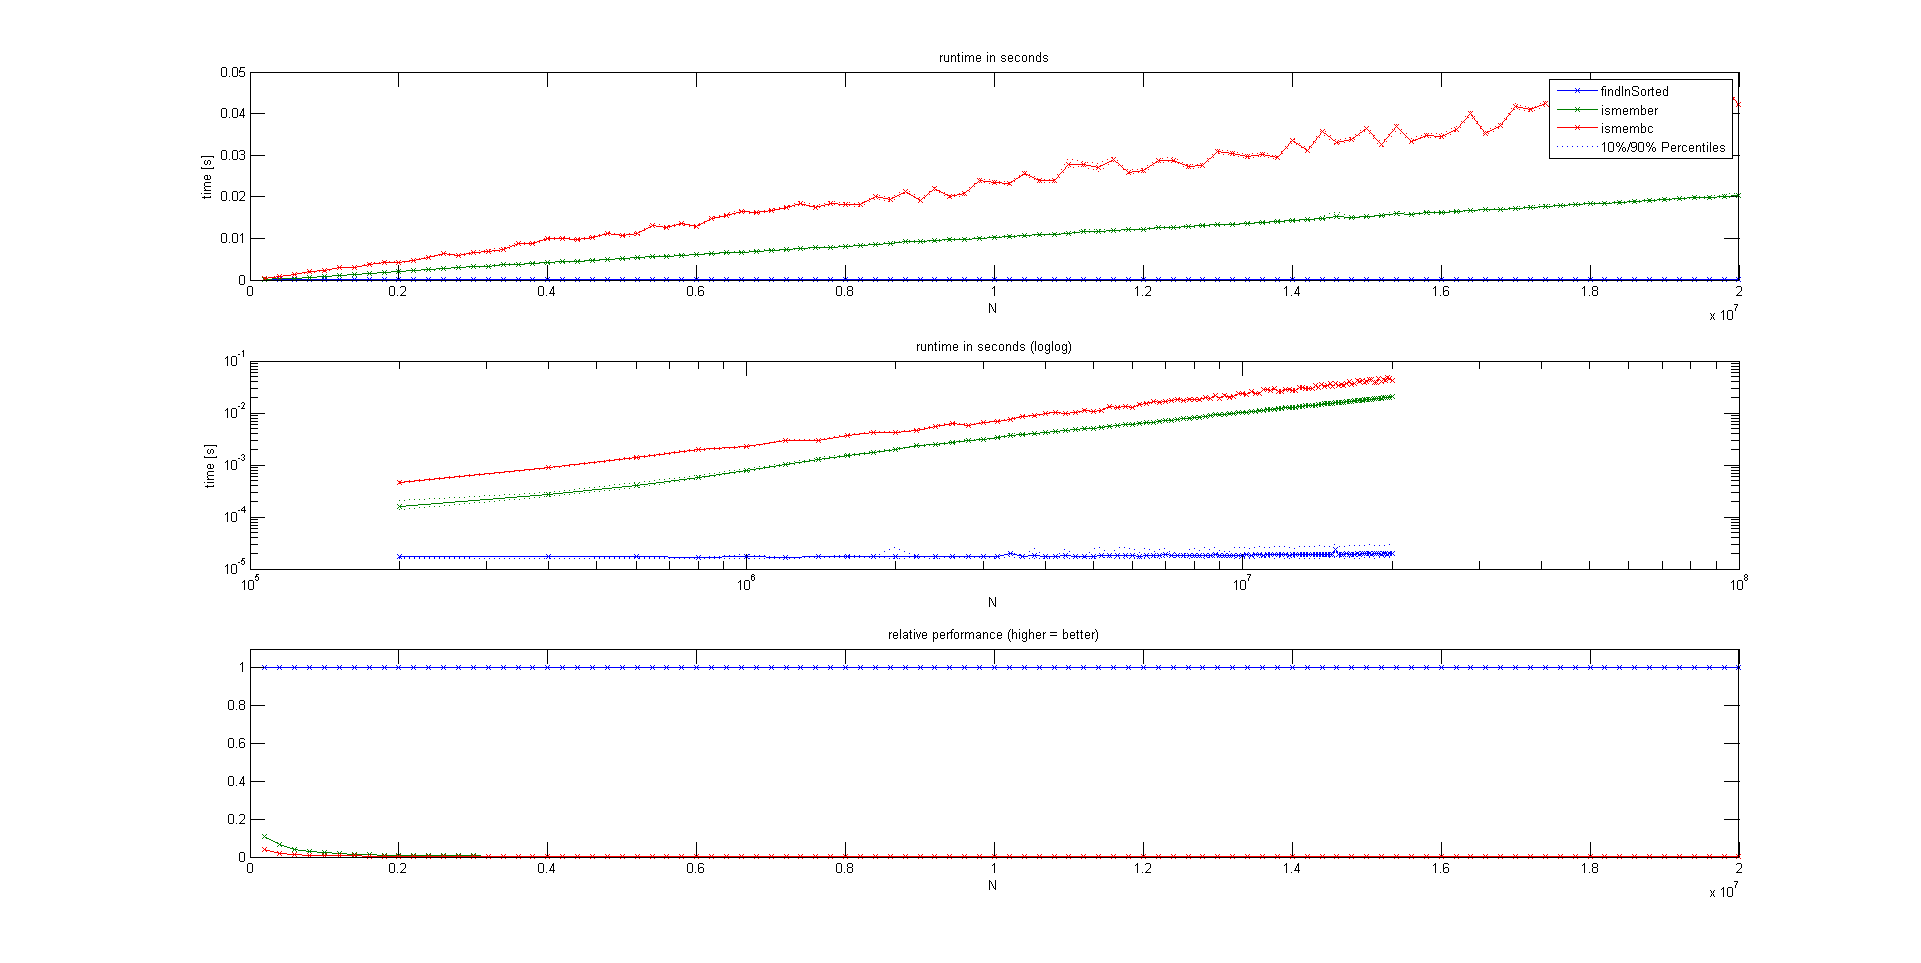 runtime in seconds
0.05
0.04
0.03
0.02
0.01
0
time [s]
findInSorted
ismember
ismembc
10%/90% Percentiles
0 0.2 0.4 0.6 0.8 1 1.2 1.4 1.6 1.8 2
N
x 10^7
runtime in seconds (loglog)
10^-1
10^-2
10^-3
10^-4
10^-5
time [s]
10^5 10^6 10^7 10^8
N
relative performance (higher = better)
1
0.8
0.6
0.4
0.2
0
0 0.2 0.4 0.6 0.8 1 1.2 1.4 1.6 1.8 2
N
x 10^7